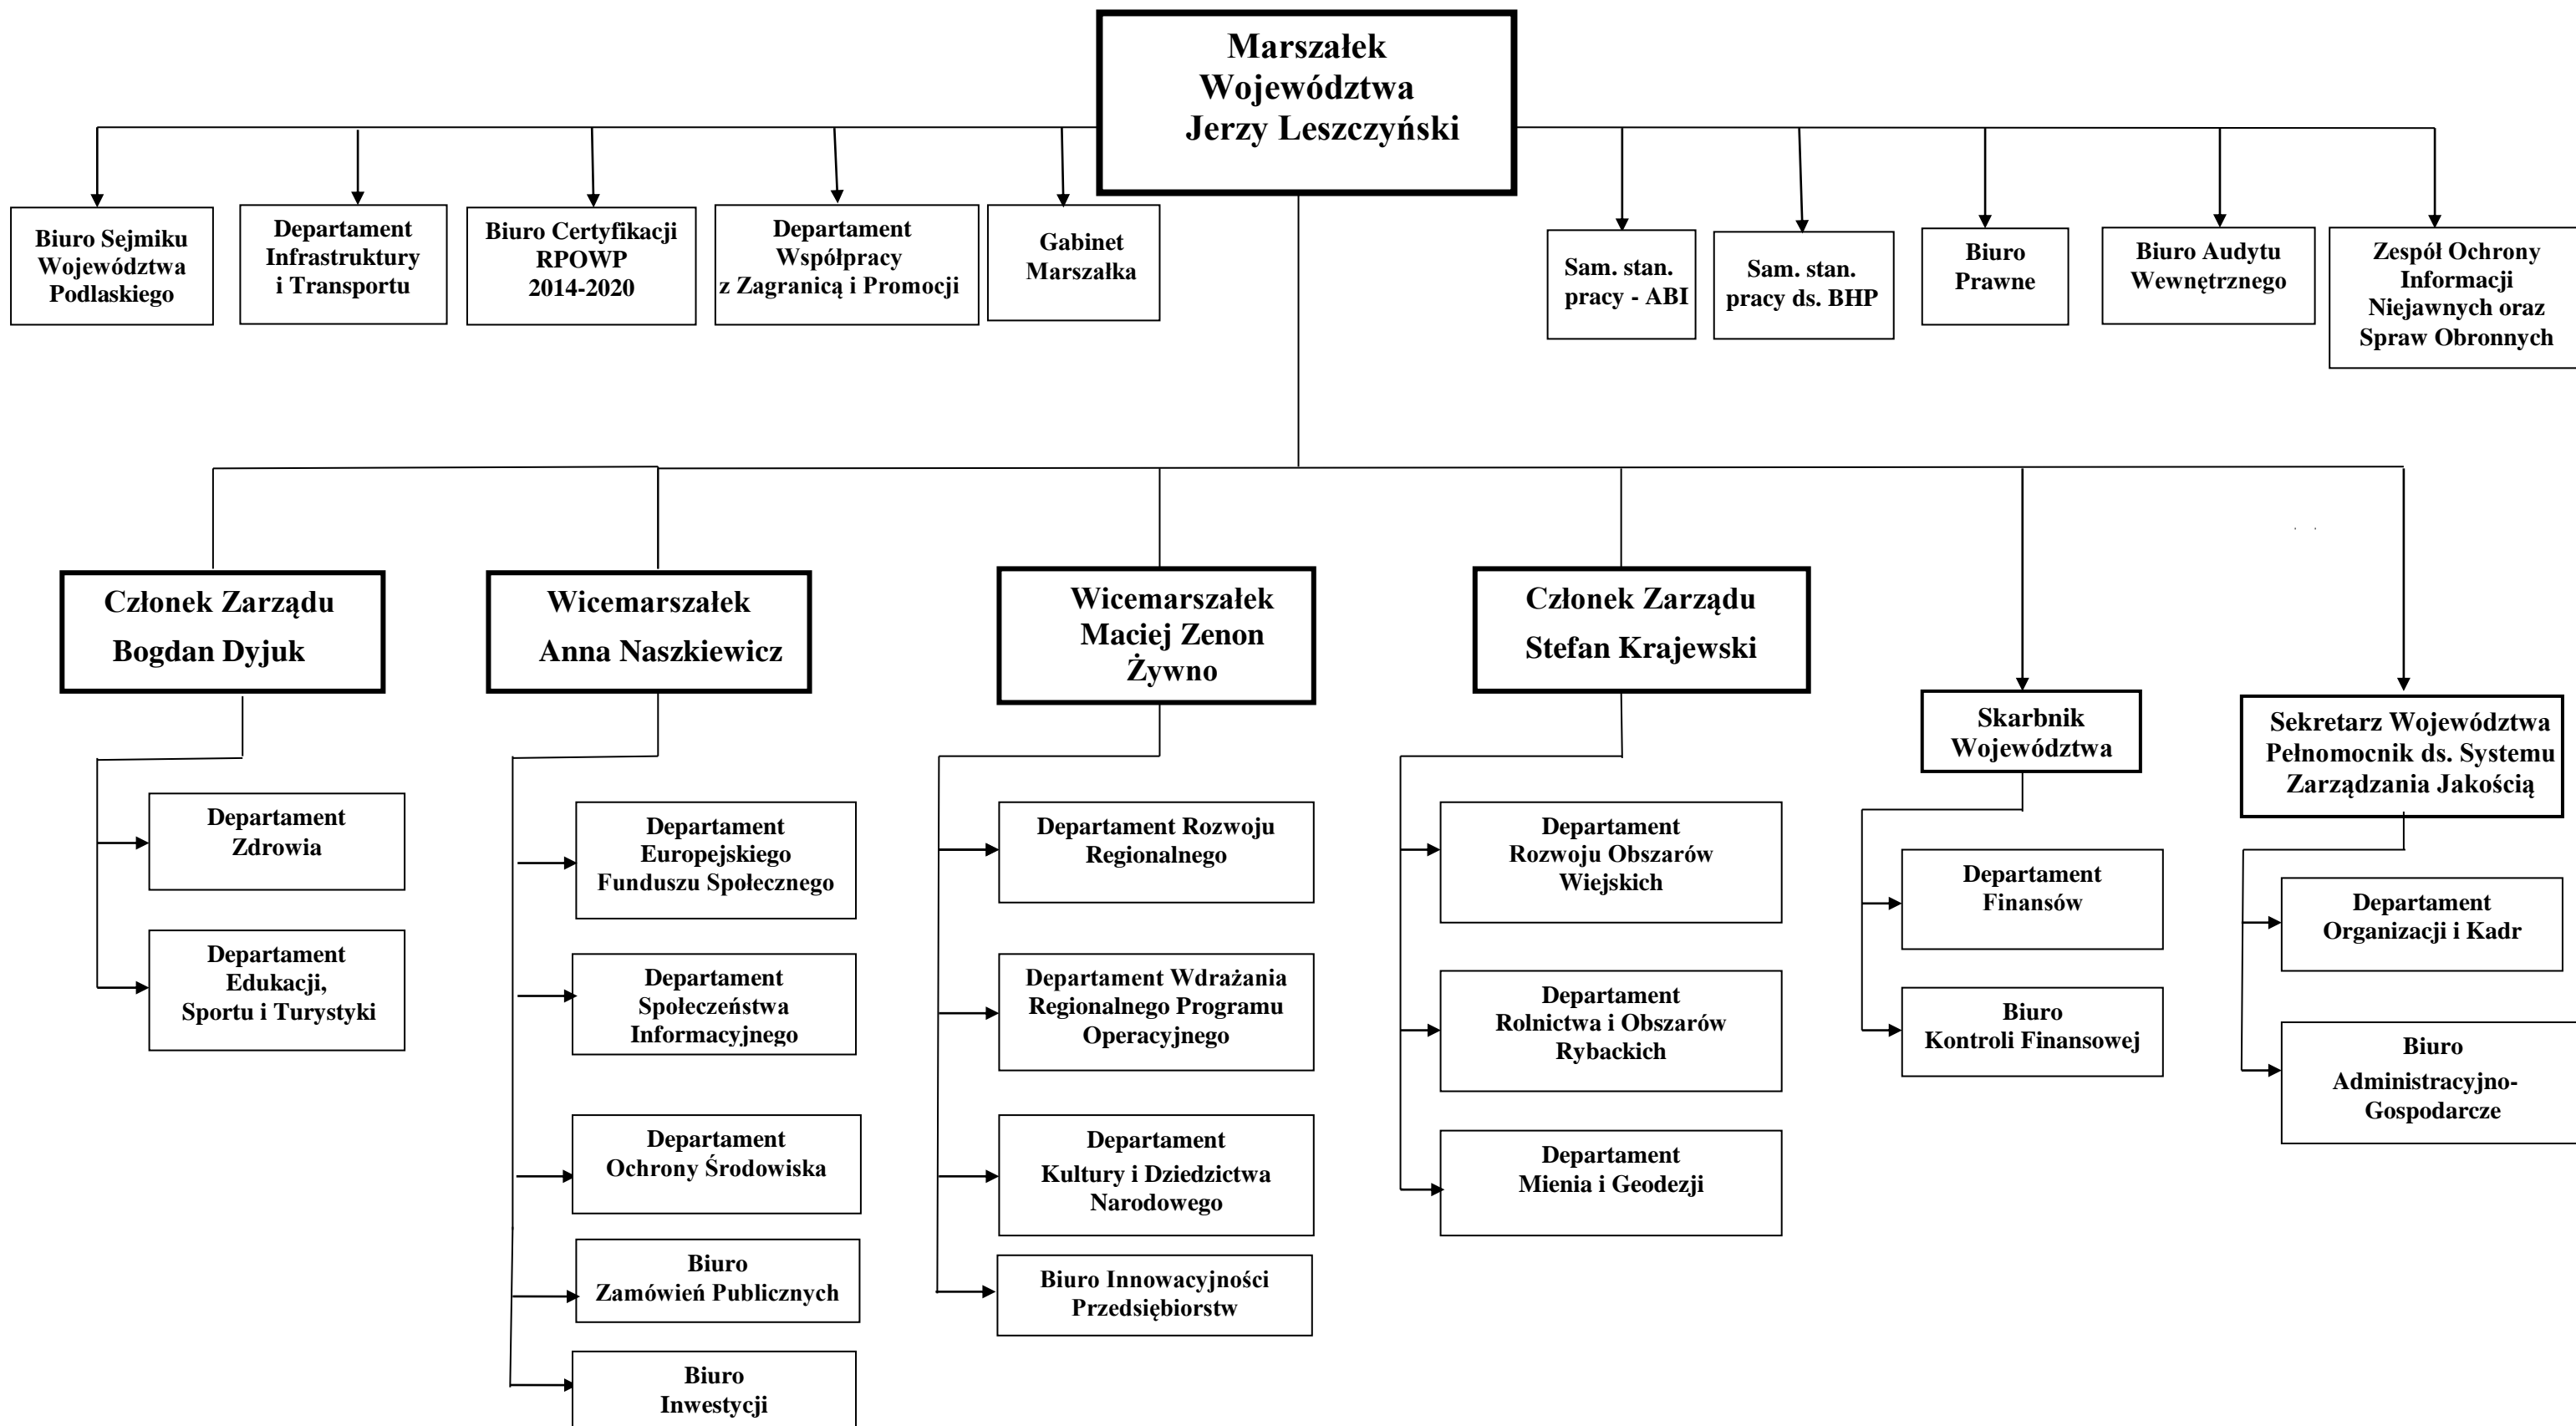 Marszałek
Województwa
Jerzy Leszczyński
Biuro Sejmiku
Województwa
Podlaskiego
Departament
Infrastruktury
i Transportu
Biuro Certyfikacji
RPOWP
2014-2020
Departament
Współpracy
z Zagranicą i Promocji
Gabinet
Marszałka
Sam. stan.
pracy - ABI
Sam. stan.
pracy ds. BHP
Biuro
Prawne
Biuro Audytu
Wewnętrznego
Zespół Ochrony
Informacji
Niejawnych oraz
Spraw Obronnych
Członek Zarządu
Bogdan Dyjuk
Wicemarszałek
Anna Naszkiewicz
Wicemarszałek
Maciej Zenon
Żywno
Członek Zarządu
Stefan Krajewski
Skarbnik
Województwa
Sekretarz Województwa
Pełnomocnik ds. Systemu
Zarządzania Jakością
Departament
Zdrowia
Departament
Edukacji,
Sportu i Turystyki
Departament
Europejskiego
Funduszu Społecznego
Departament
Społeczeństwa
Informacyjnego
Departament
Ochrony Środowiska
Biuro
Zamówień Publicznych
Biuro
Inwestycji
Departament Rozwoju
Regionalnego
Departament Wdrażania
Regionalnego Programu
Operacyjnego
Departament
Kultury i Dziedzictwa
Narodowego
Biuro Innowacyjności
Przedsiębiorstw
Departament
Rozwoju Obszarów
Wiejskich
Departament
Rolnictwa i Obszarów
Rybackich
Departament
Mienia i Geodezji
Departament
Finansów
Biuro
Kontroli Finansowej
Departament
Organizacji i Kadr
Biuro
Administracyjno-
Gospodarcze